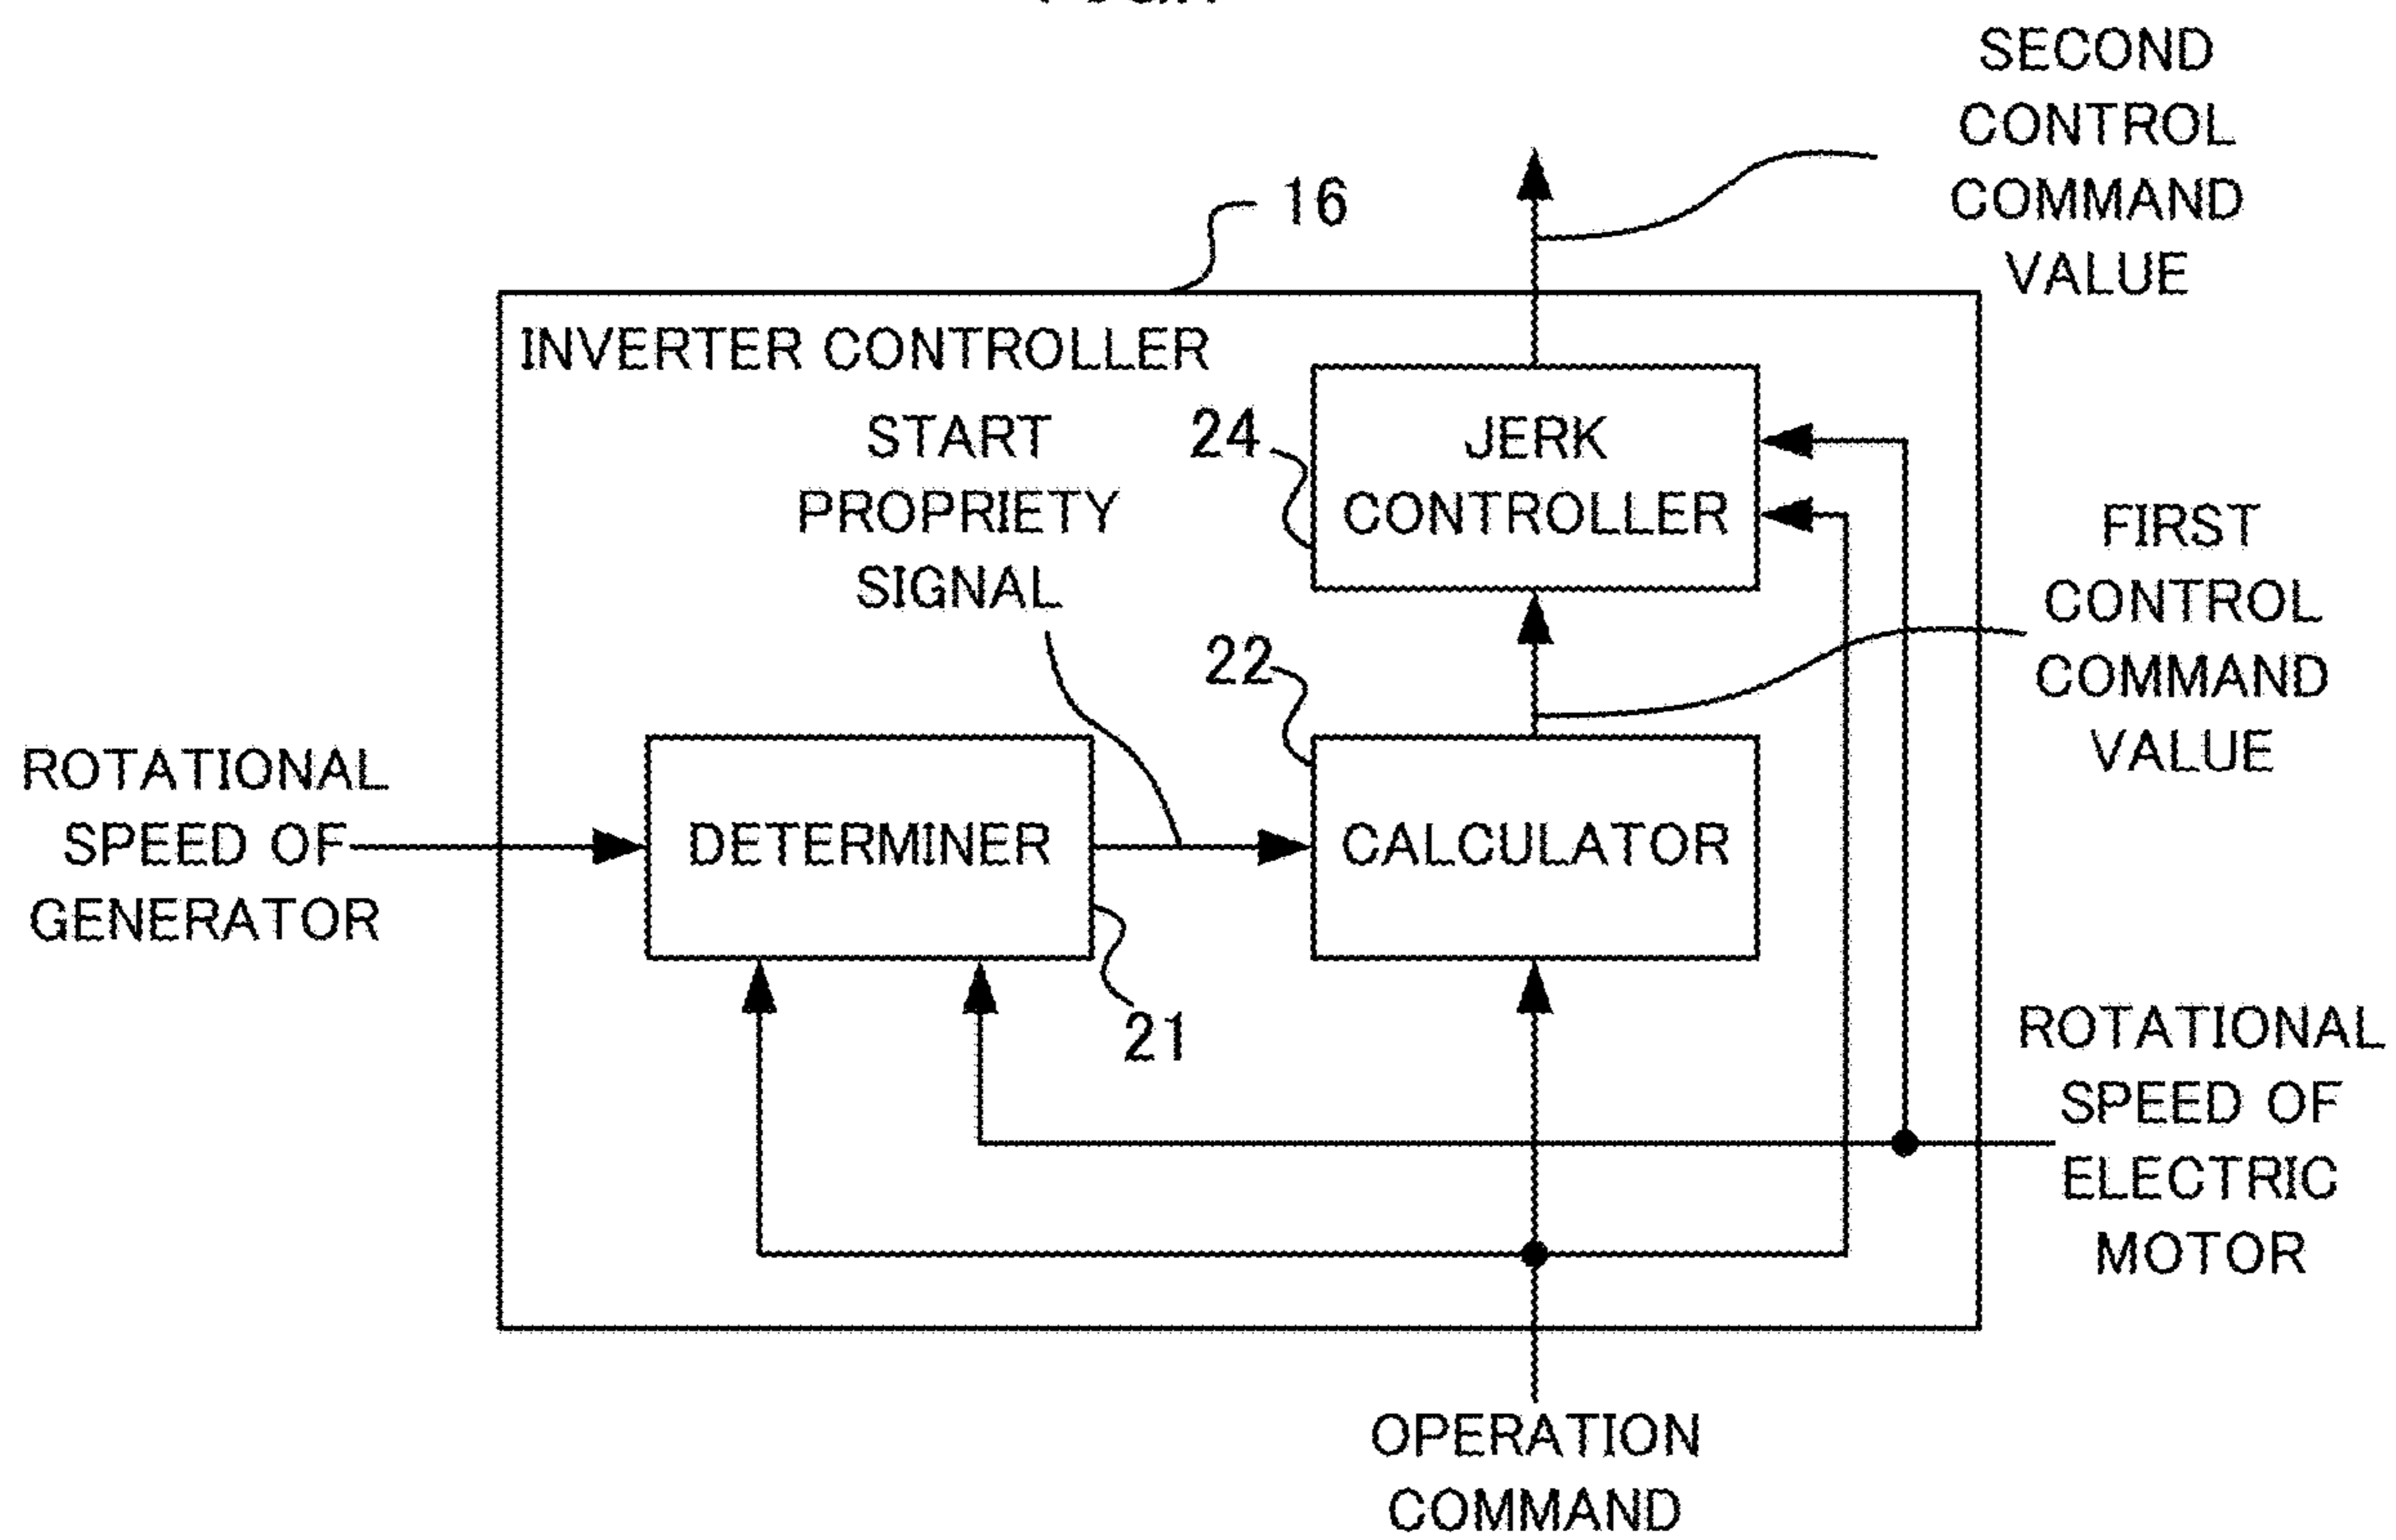 SECOND
CONTROL
COMMAND
VALUE
16
INVERTER CONTROLLER
START
PROPRIETY
SIGNAL
24
JERK
CONTROLLER
FIRST
CONTROL
COMMAND
VALUE
22
ROTATIONAL
SPEED OF
GENERATOR
DETERMINER
CALCULATOR
21
ROTATIONAL
SPEED OF
ELECTRIC
MOTOR
OPERATION
COMMAND